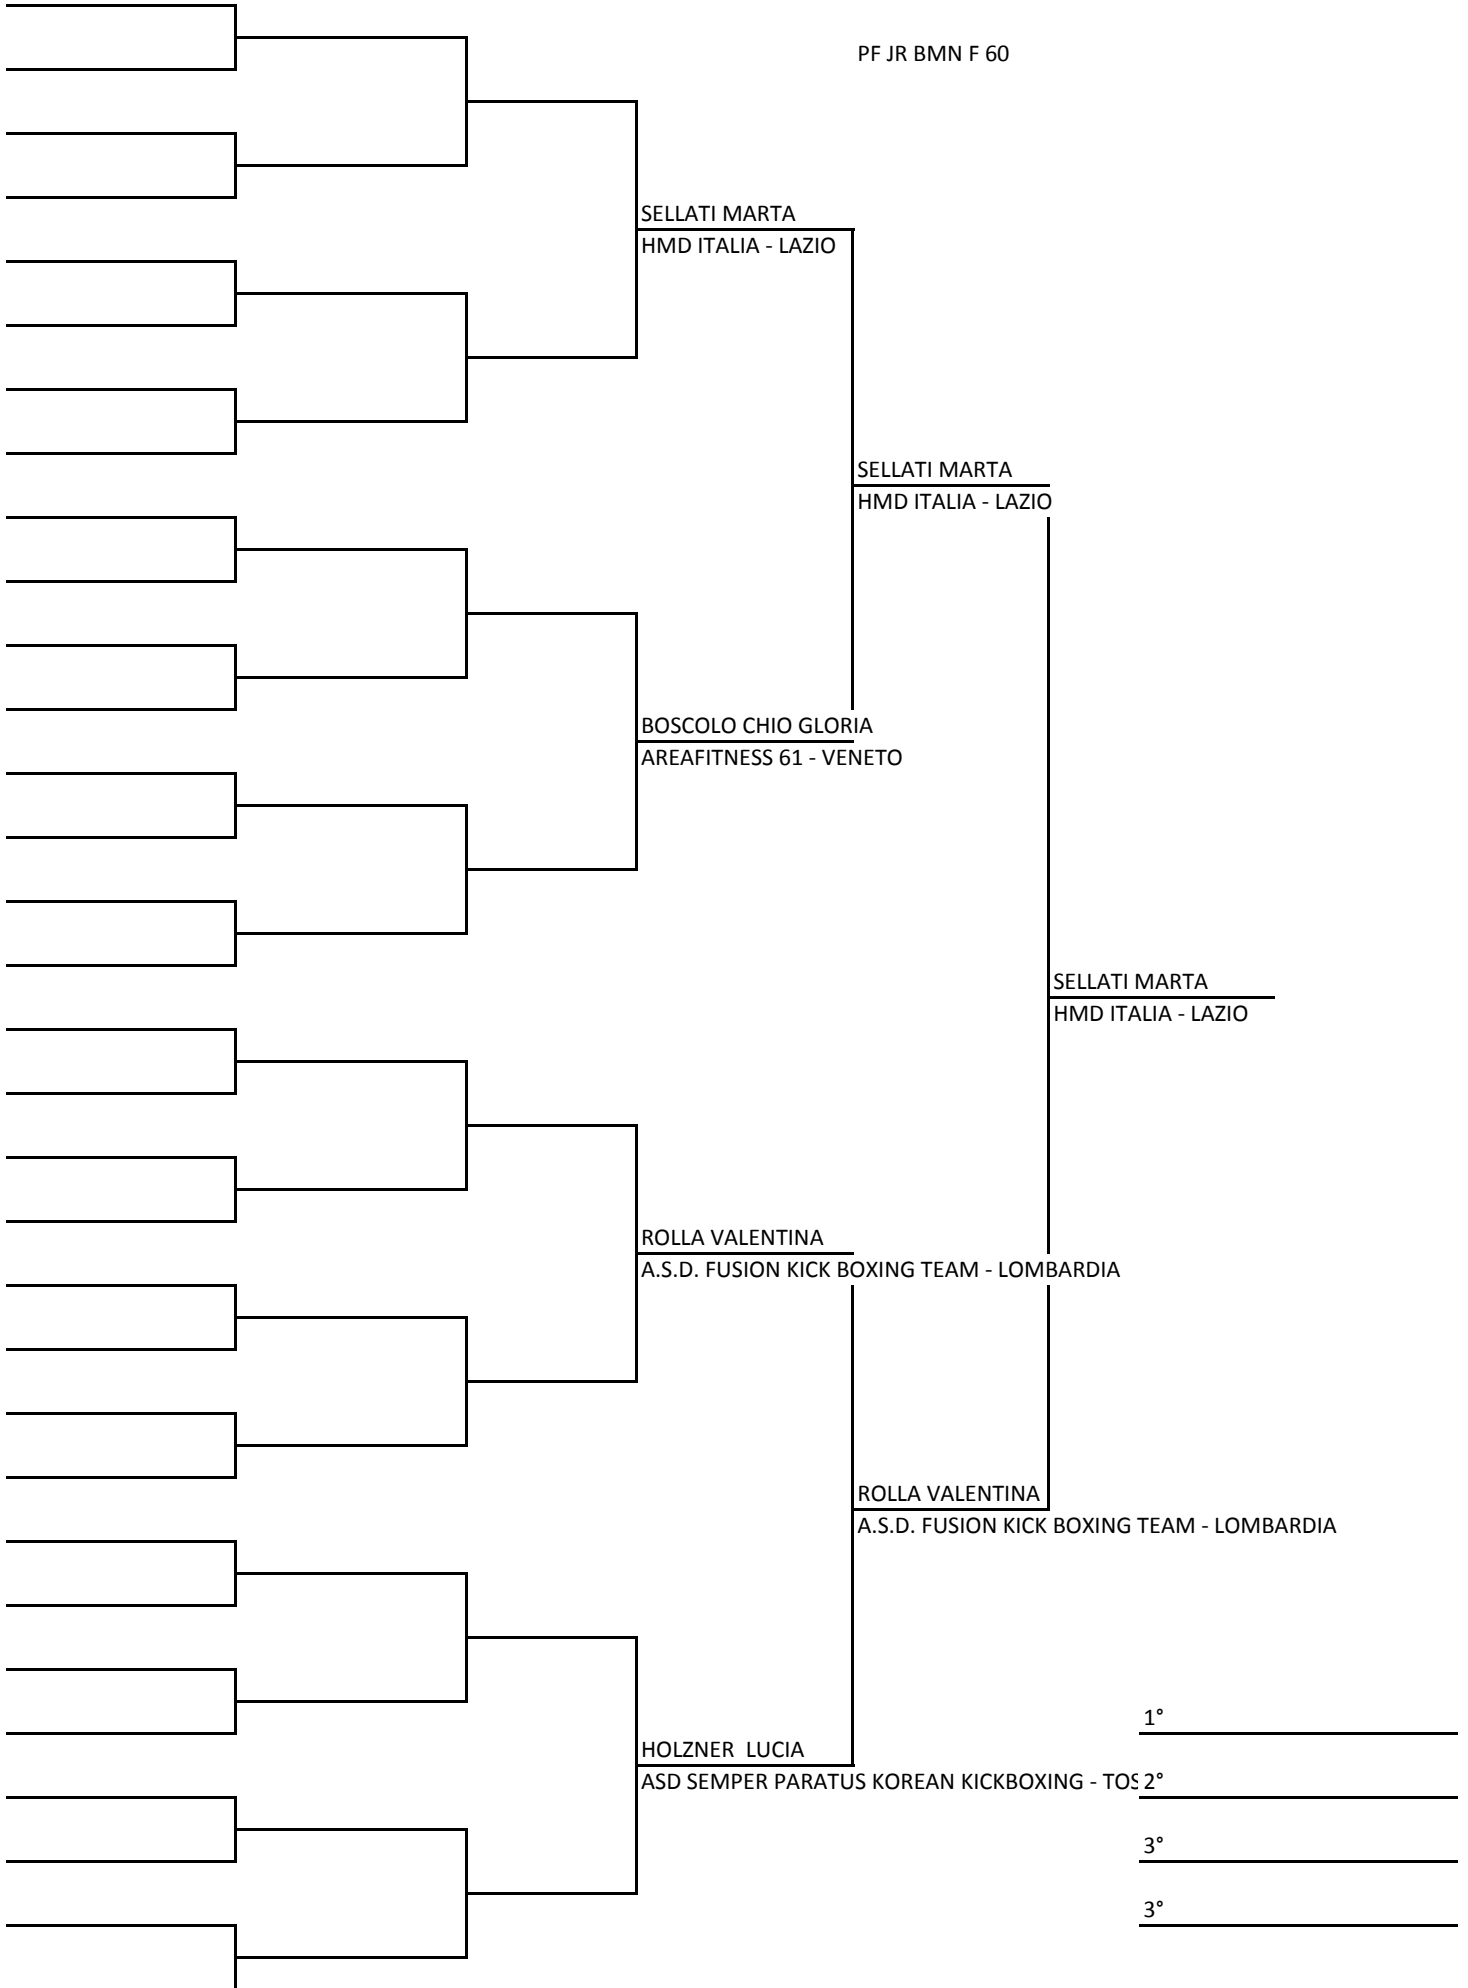 PF JR BMN F 60
SELLATI MARTA
HMD ITALIA - LAZIO
SELLATI MARTA
HMD ITALIA - LAZIO
BOSCOLO CHIO GLORIA
AREAFITNESS 61 - VENETO
SELLATI MARTA
HMD ITALIA - LAZIO
ROLLA VALENTINA
A.S.D. FUSION KICK BOXING TEAM - LOMBARDIA
ROLLA VALENTINA
A.S.D. FUSION KICK BOXING TEAM - LOMBARDIA
1°
HOLZNER  LUCIA
ASD SEMPER PARATUS KOREAN KICKBOXING - TOS
2°
3°
3°